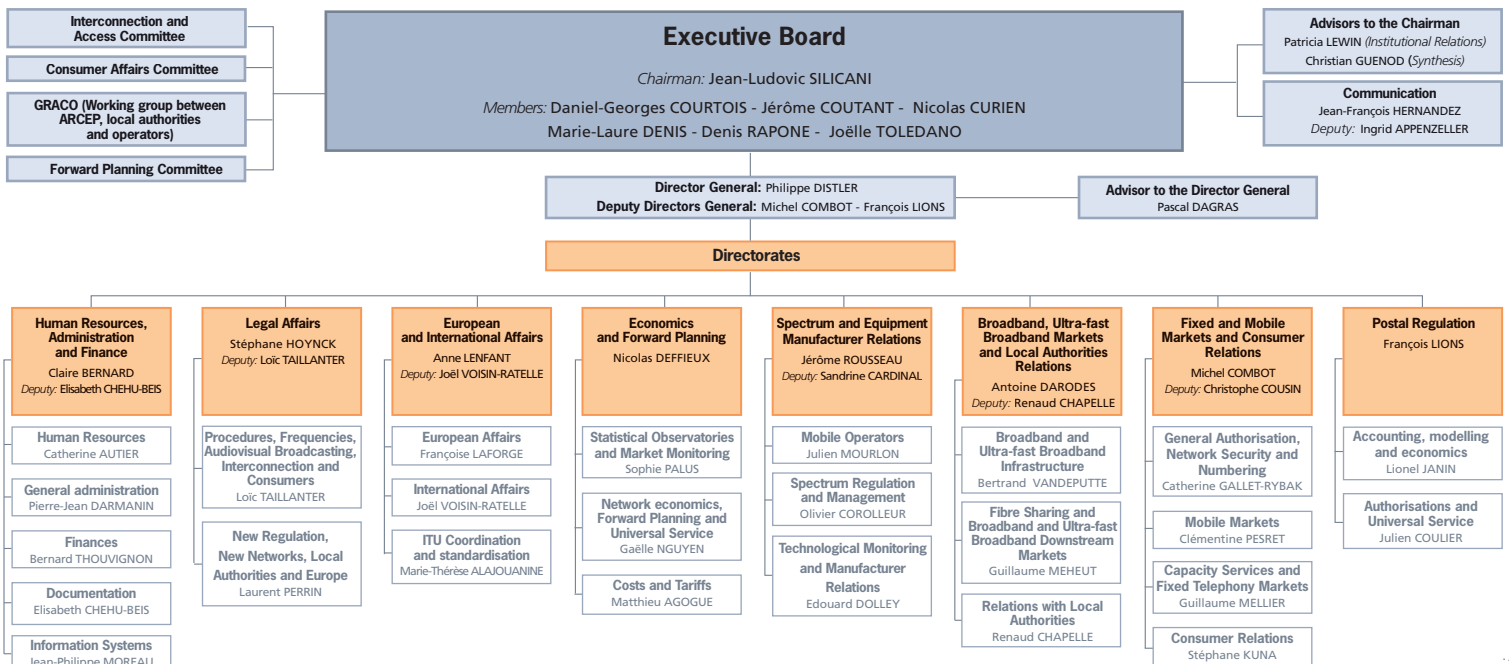 Interconnection and
Access Committee
Consumer Affairs Committee
GRACO (Working group between
ARCEP, local authorities
and operators)
Forward Planning Committee
Executive Board
Chairman: Jean-Ludovic SILICANI
Members: Daniel-Georges COURTOIS - Jérôme COUTANT - Nicolas CURIEN
Marie-Laure DENIS - Denis RAPONE - Joëlle TOLEDANO
Advisors to the Chairman
Patricia LEWIN (Institutional Relations)
Christian GUENOD (Synthesis)
Communication
Jean-François HERNANDEZ
Deputy: Ingrid APPENZELLER
Director General: Philippe DISTLER
Deputy Directors General: Michel COMBOT - François LIONS
Advisor to the Director General
Pascal DAGRAS
Directorates
Human Resources,
Administration
and Finance
Claire BERNARD
Deputy: Elisabeth CHEHU-BEIS
Human Resources
Catherine AUTIER
General administration
Pierre-Jean DARMANIN
Finances
Bernard THOUVIGNON
Documentation
Elisabeth CHEHU-BEIS
Information Systems
Jean-Philippe MOREAU
Legal Affairs
Stéphane HOYNCK
Deputy: Loïc TAILLANTER
Procedures, Frequencies,
Audiovisual Broadcasting,
Interconnection and
Consumers
Loïc TAILLANTER
New Regulation,
New Networks, Local
Authorities and Europe
Laurent PERRIN
European
and International Affairs
Anne LENFANT
Deputy: Joël VOISIN-RATELLE
European Affairs
Françoise LAFORGE
International Affairs
Joël VOISIN-RATELLE
ITU Coordination
and standardisation
Marie-Thérèse ALAJOUANINE
Economics
and Forward Planning
Nicolas DEFFIEUX
Statistical Observatories
and Market Monitoring
Sophie PALUS
Network economics,
Forward Planning and
Universal Service
Gaëlle NGUYEN
Costs and Tariffs
Matthieu AGOGUE
Spectrum and Equipment
Manufacturer Relations
Jérôme ROUSSEAU
Deputy: Sandrine CARDINAL
Mobile Operators
Julien MOURLON
Spectrum Regulation
and Management
Olivier COROLLEUR
Technological Monitoring
and Manufacturer
Relations
Edouard DOLLEY
Broadband, Ultra-fast
Broadband Markets
and Local Authorities
Relations
Antoine DARODES
Deputy: Renaud CHAPELLE
Broadband and
Ultra-fast Broadband
Infrastructure
Bertrand VANDEPUTTE
Fibre Sharing and
Broadband and Ultra-fast
Broadband Downstream
Markets
Guillaume MEHEUT
Relations with Local
Authorities
Renaud CHAPELLE
Fixed and Mobile
Markets and Consumer
Relations
Michel COMBOT
Deputy: Christophe COUSIN
General Authorisation,
Network Security and
Numbering
Catherine GALLET-RYBAK
Mobile Markets
Clémentine PESRET
Capacity Services and
Fixed Telephony Markets
Guillaume MELLIER
Consumer Relations
Stéphane KUNA
Postal Regulation
François LIONS
Accounting, modelling
and economics
Lionel JANIN
Authorisations and
Universal Service
Julien COULIER